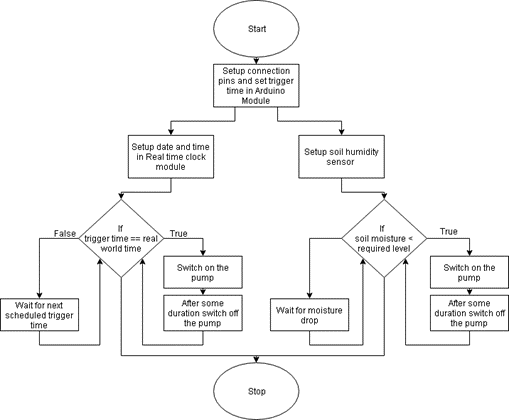 Start
Setup connection
pins and set trigger
time in Arduino
Module
Setup date and time
in Real time clock
module
Setup soil humidity
sensor
If
trigger time == real
world time
False
True
If
soil moisture <
required level
True
Switch on the
pump
Switch on the
pump
Wait for next
scheduled trigger
time
After some
duration switch off
the pump
Wait for moisture
drop
After some
duration switch off
the pump
Stop